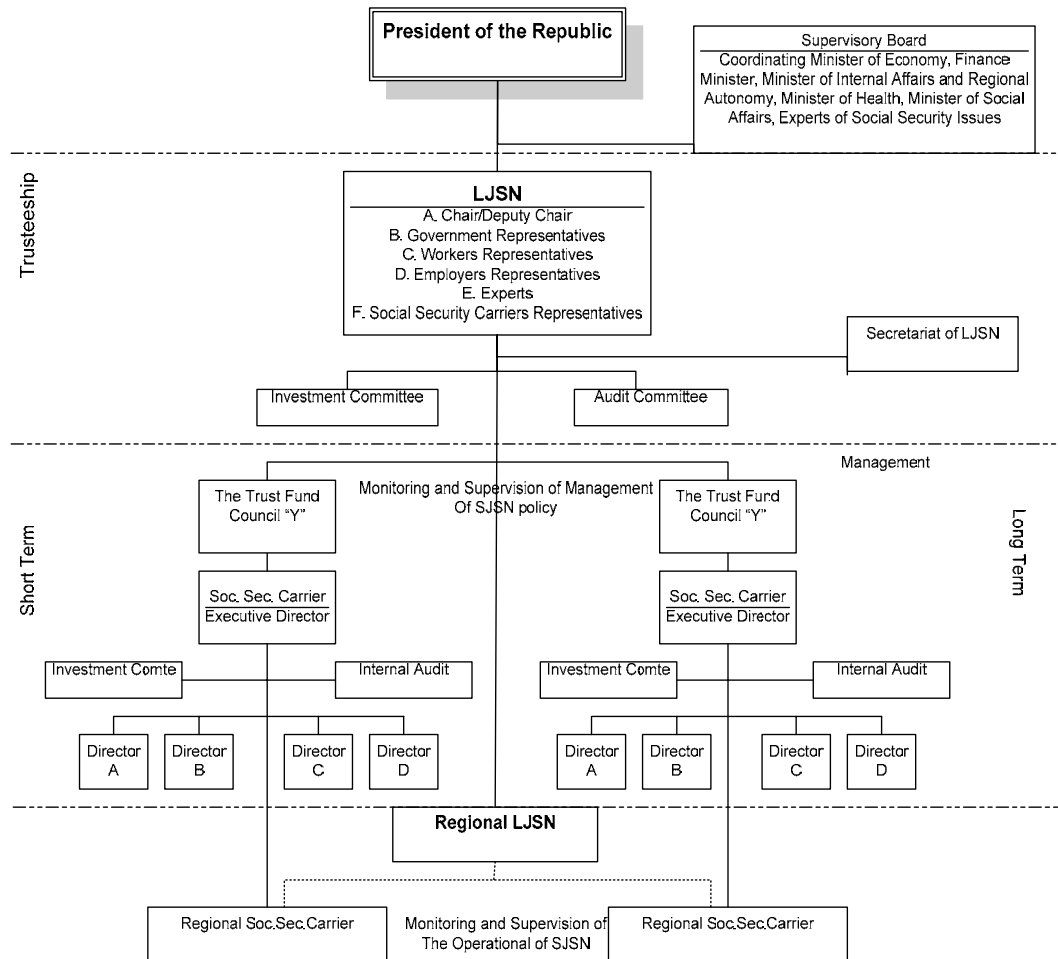 President of the Republic
Supervisory Board
Coordinating Minister of Economy, Finance
Minister, Minister of Internal Affairs and Regional
Autonomy, Minister of Health, Minister of Social
Affairs, Experts of Social Security Issues
Trusteeship
LJSN
A. Chair/Deputy Chair
B. Government Representatives
C. Workers Representatives
D. Employers Representatives
E. Experts
F. Social Security Carriers Representatives
Secretariat of LJSN
Investment Committee
Audit Committee
Management
Short Term
Long Term
The Trust Fund
Council “Y”
Monitoring and Supervision of Management
Of SJSN policy
The Trust Fund
Council “Y”
Soc. Sec. Carrier
Executive Director
Soc. Sec. Carrier
Executive Director
Investment Comte
Internal Audit
Investment Comte
Internal Audit
Director
A
Director
B
Director
C
Director
D
Director
A
Director
B
Director
C
Director
D
Regional LJSN
Regional Soc.Sec.Carrier
Monitoring and Supervision of
The Operational of SJSN
Regional Soc.Sec.Carrier